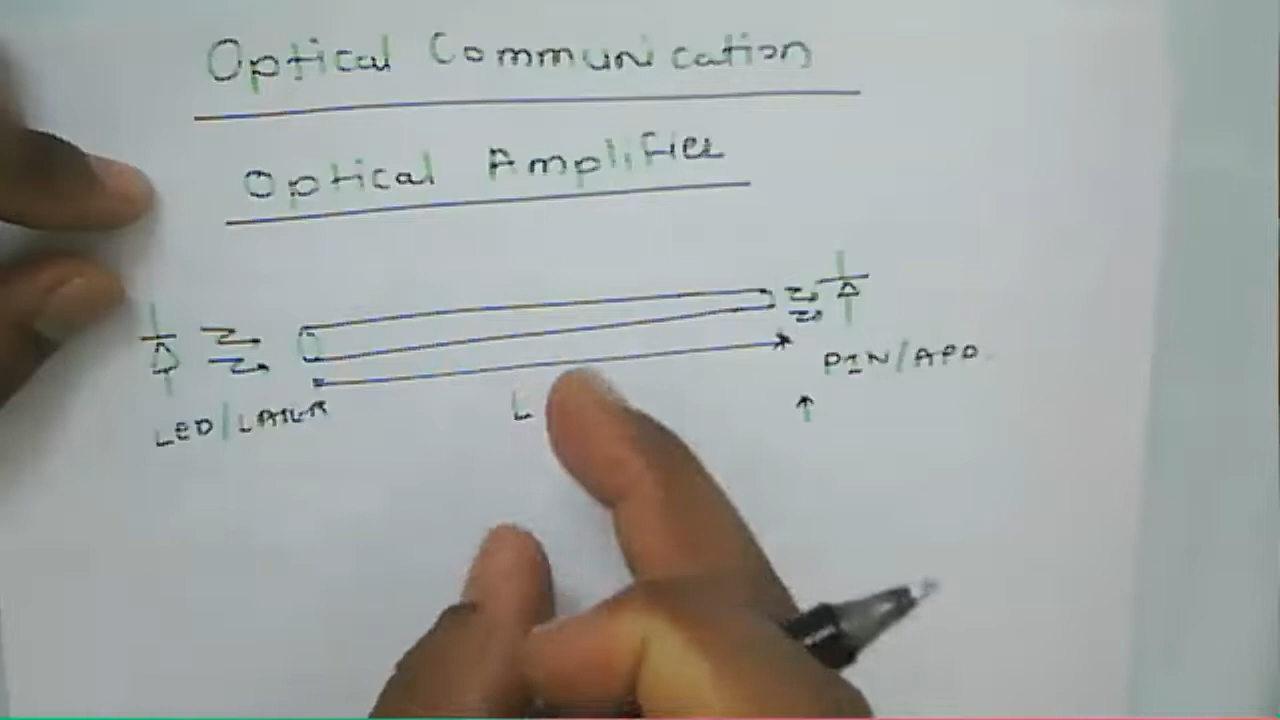 Optical Communication
Optical Amplifier
LED/LASER
L
PIN/APD